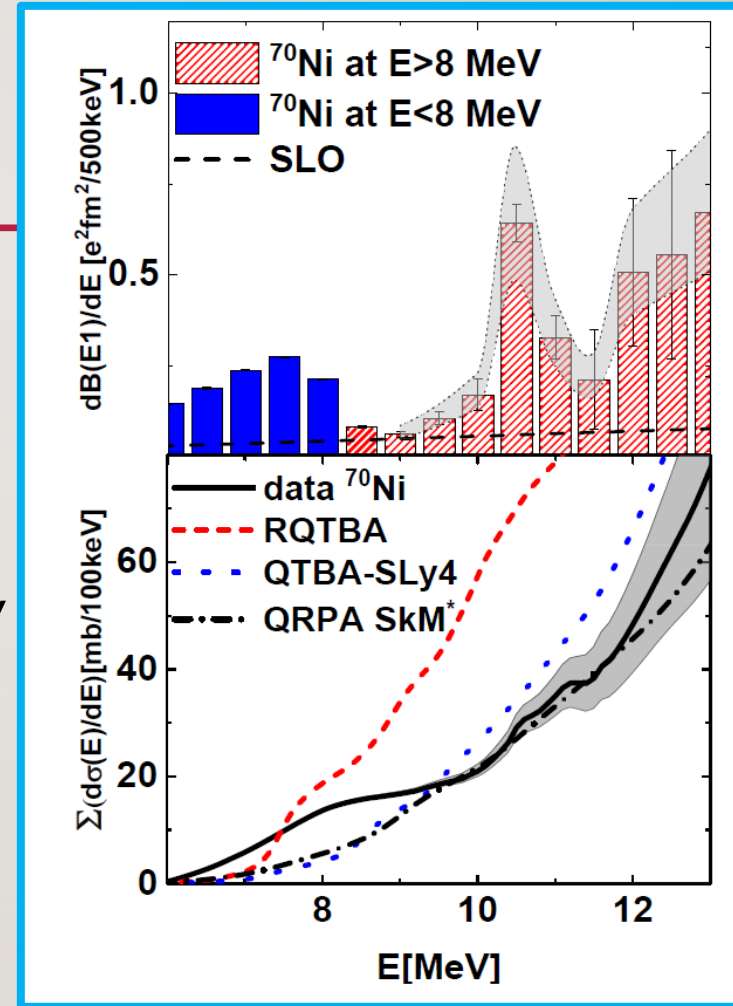 ⁷⁰Ni at E>8 MeV
⁷⁰Ni at E<8 MeV
SLO
1.0
0.5
dB(E1)/dE [e²fm²/500keV]
data ⁷⁰Ni
RQTBA
QTBA-SLy4
QRPA SkM*
60
40
20
0
Σ(dσ(E)/dE)[mb/100keV]
8 10 12
E[MeV]